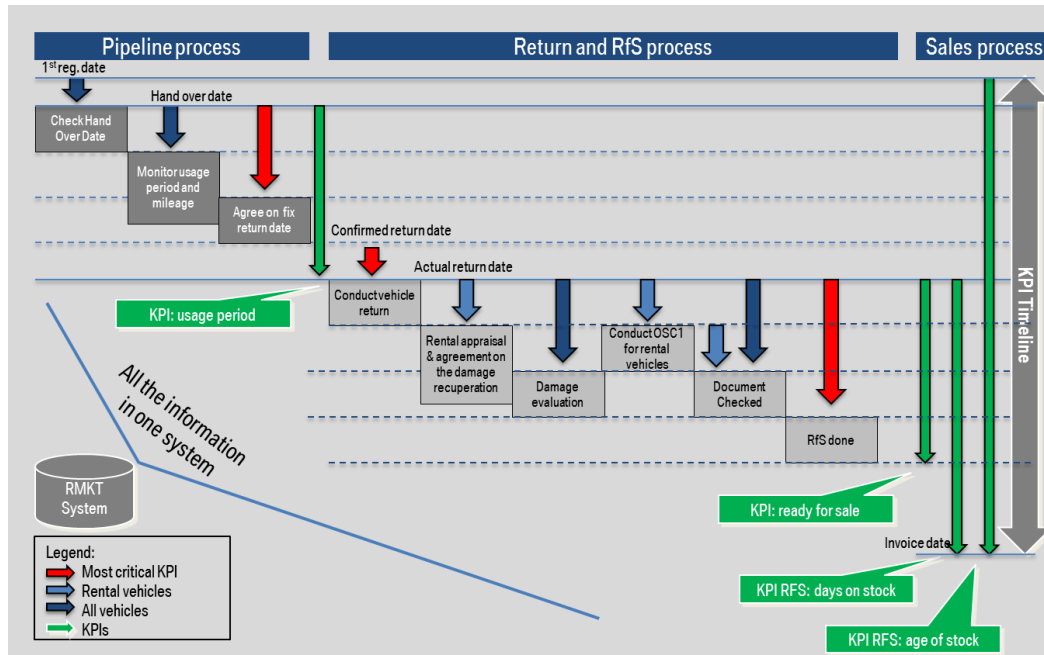 Pipeline process
Return and RfS process
Sales process
1st reg. date
Hand over date
Check Hand
Over Date
Monitor usage
period and
mileage
Agree on fix
return date
Confirmed return date
Actual return date
KPI: usage period
Conduct vehicle
return
Rental appraisal
& agreement on
the damage
recuperation
Damage
evaluation
Conduct OSC1
for rental
vehicles
Document
Checked
RfS done
KPI Timeline
All the information
in one system
RMKT
System
KPI: ready for sale
Invoice date
KPI RFS: days on stock
KPI RFS: age of stock
Legend:
Most critical KPI
Rental vehicles
All vehicles
KPIs